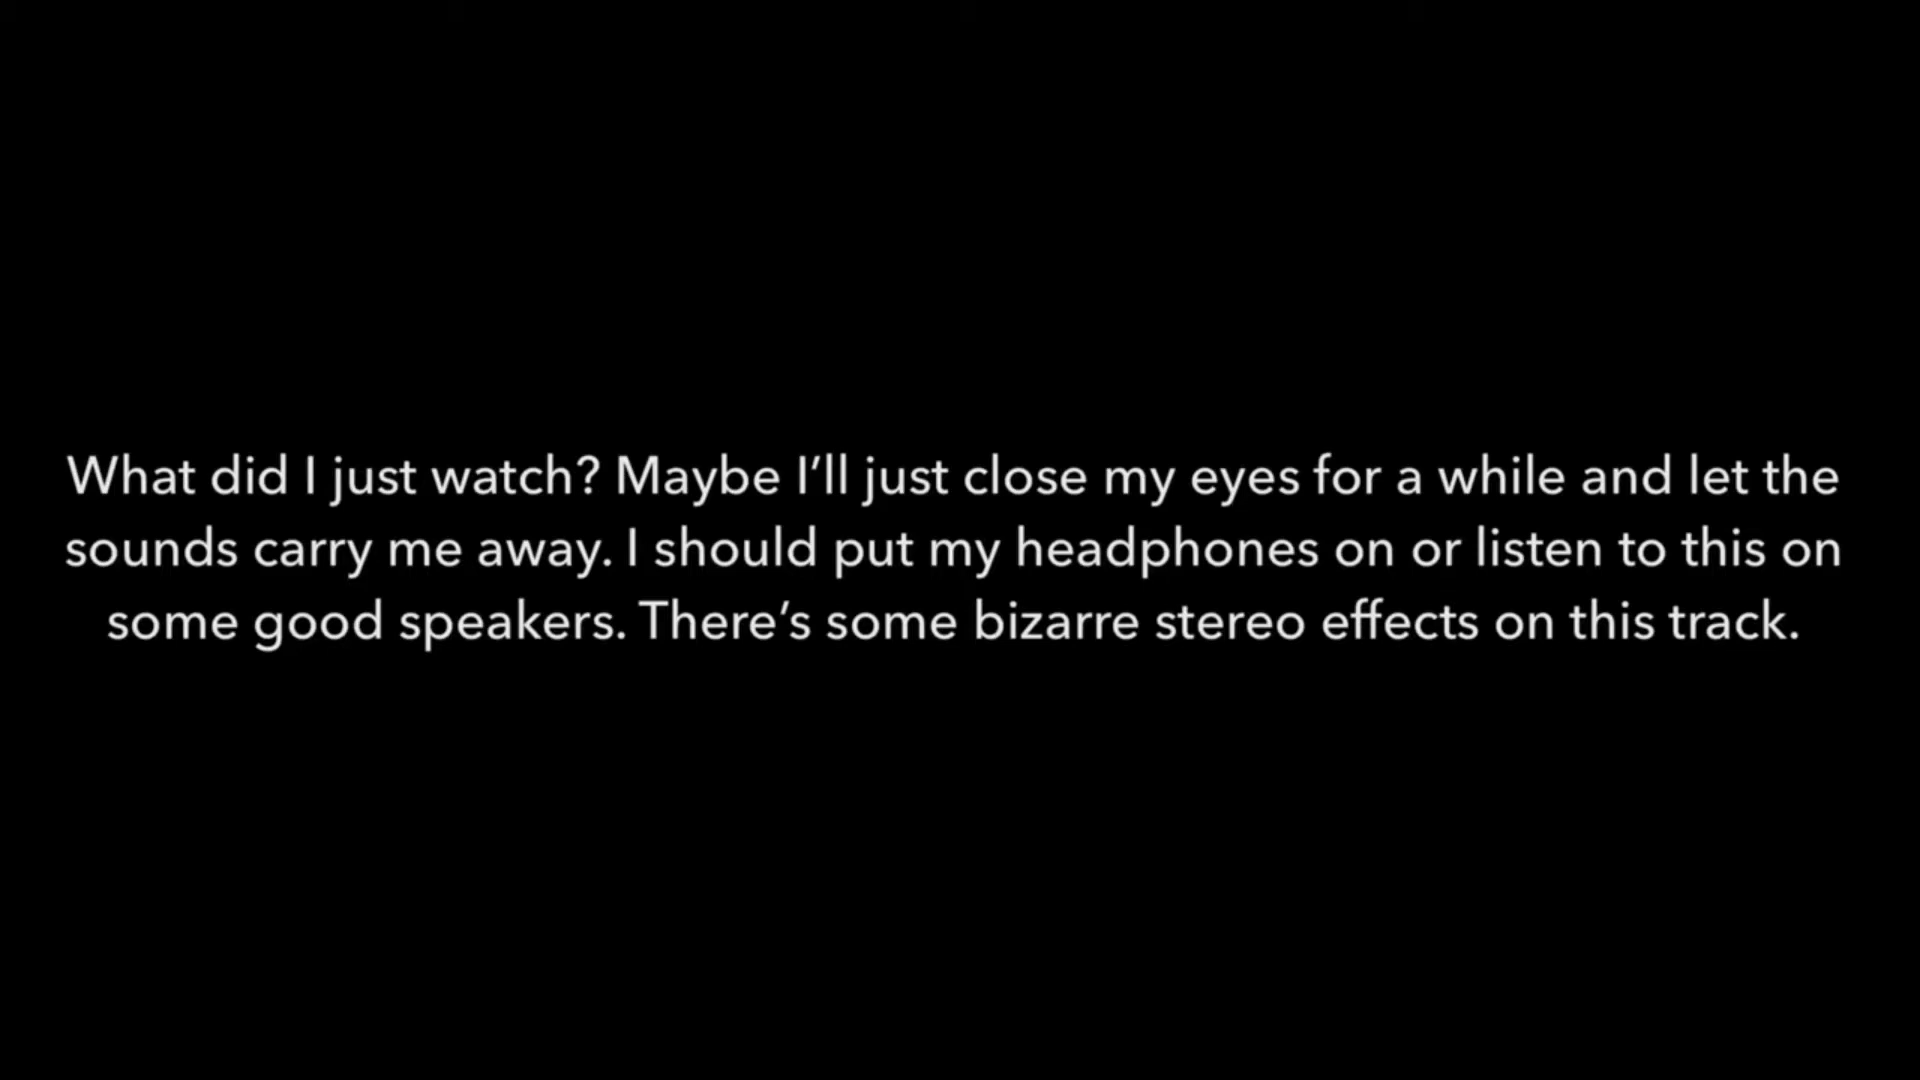 What did I just watch? Maybe I’ll just close my eyes for a while and let the
sounds carry me away. I should put my headphones on or listen to this on
some good speakers. There’s some bizarre stereo effects on this track.